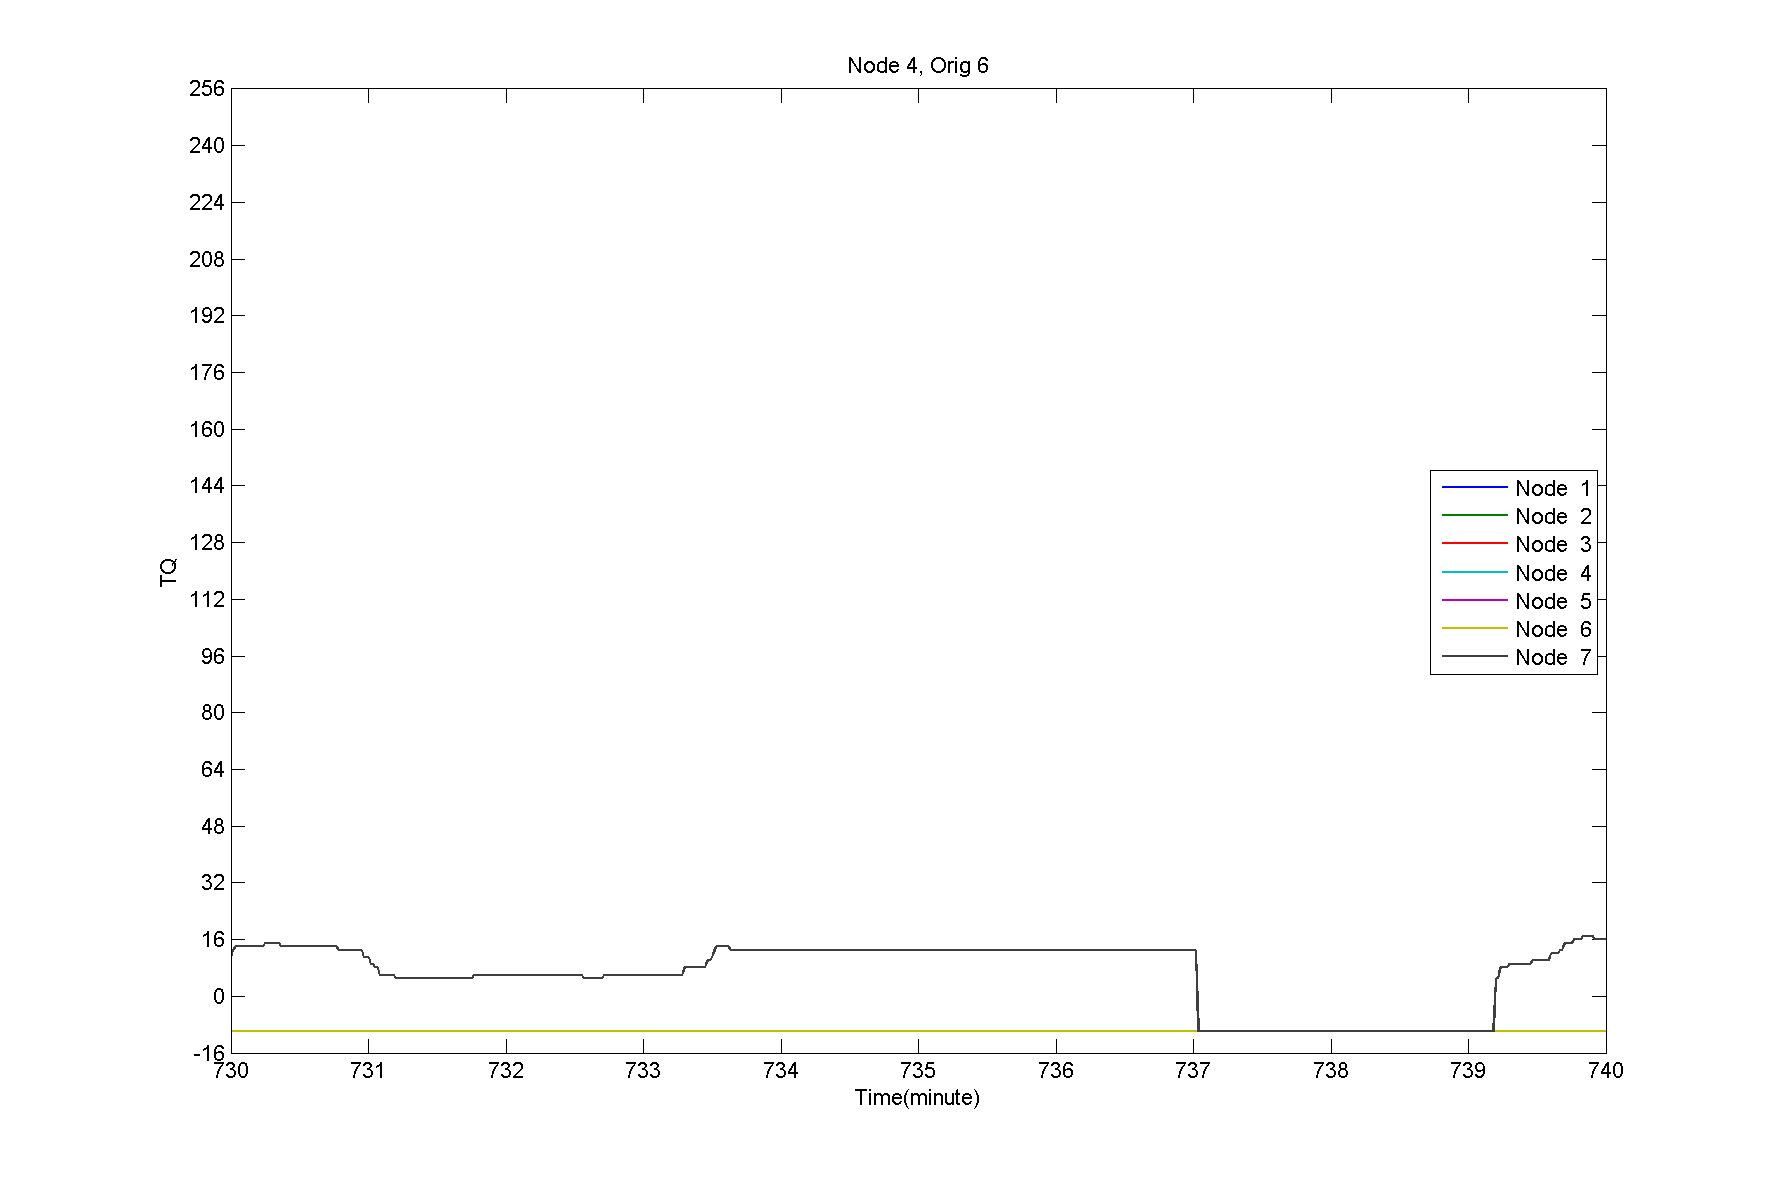 Node 4, Orig 6
256
240
224
208
192
176
160
144
128
112
96
80
64
48
32
16
0
-16
TQ
Node 1
Node 2
Node 3
Node 4
Node 5
Node 6
Node 7
730 731 732 733 734 735 736 737 738 739 740
Time(minute)